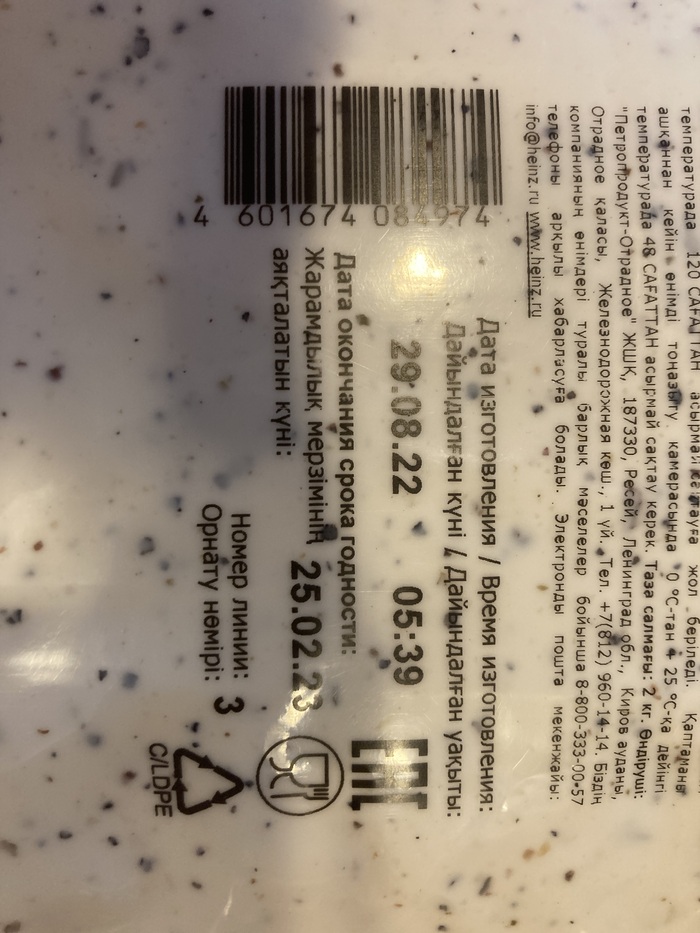 температурада 120 САҒАТТАН асырмай сақтауға жол беріледі. Қаптаманы
ашқаннан кейін өнімді тоңазыту камерасында 0 °С-тан + 25 °С-қа дейінгі
температурада 48 САҒАТТАН асырмай сақтау керек. Таза салмағы: 2 кг. Өндіруші:
"Петропродукт-Отрадное" ЖШҚ, 187330, Ресей, Ленинград обл., Киров ауданы,
Отрадное қаласы, Железнодорожная көш., 1 үй. Тел. +7(812) 960-14-14. Біздің
компанияның өнімдері туралы барлық мәселелер бойынша 8-800-333-00-57
телефоны арқылы хабарласуға болады. Электронды пошта мекенжайы:
info@heinz.ru www.heinz.ru
4 601674 084974
Дата изготовления / Время изготовления:
Дайындалған күні / Дайындалған уақыты:
29.08.22 05:39
Дата окончания срока годности:
Жарамдылық мерзімінің 25.02.23
аяқталатын күні:
Номер линии:
Орнату нөмірі: 3
EAC
C/LDPE